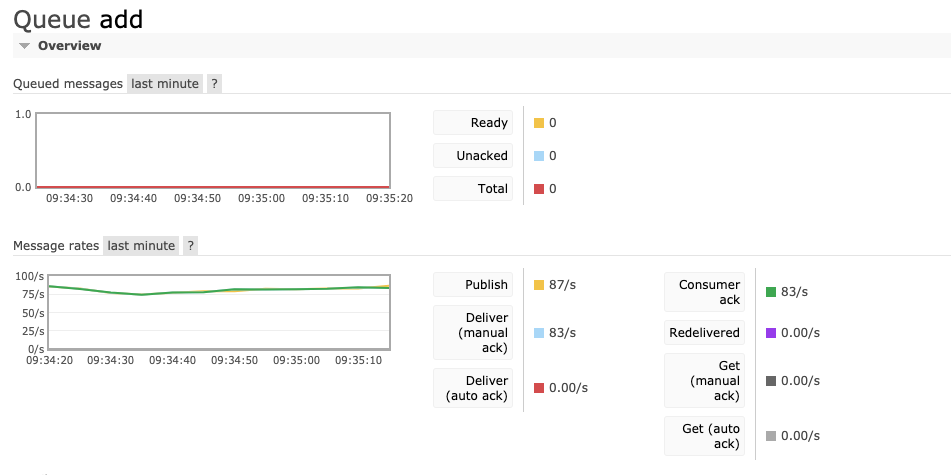 Queue add
Overview
Queued messages last minute ?
1.0
0.0
09:34:30 09:34:40 09:34:50 09:35:00 09:35:10 09:35:20
Ready 0
Unacked 0
Total 0
Message rates last minute ?
100/s
75/s
50/s
25/s
0/s
09:34:20 09:34:30 09:34:40 09:34:50 09:35:00 09:35:10
Publish 87/s
Deliver
(manual
ack)
83/s
Deliver
(auto ack)
0.00/s
Consumer
ack
83/s
Redelivered 0.00/s
Get
(manual
ack)
0.00/s
Get (auto
ack)
0.00/s